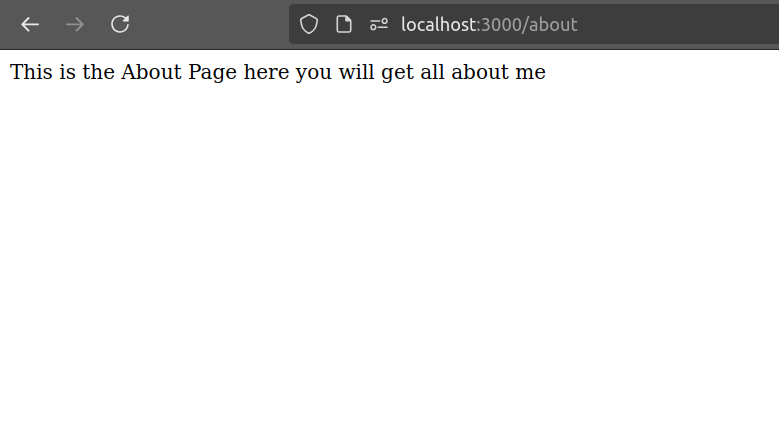 localhost:3000/about
This is the About Page here you will get all about me